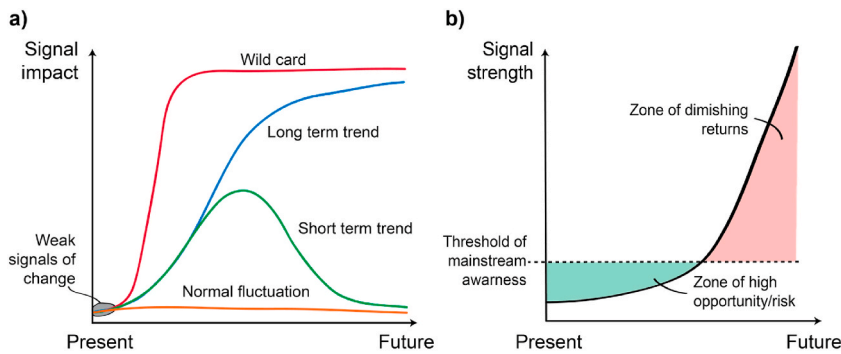 a)
Signal
impact
Wild card
Long term trend
Short term trend
Weak
signals of
change
Normal fluctuation
Present
Future
b)
Signal
strength
Zone of dimishing
returns
Threshold of
mainstream
awarness
Zone of high
opportunity/risk
Present
Future